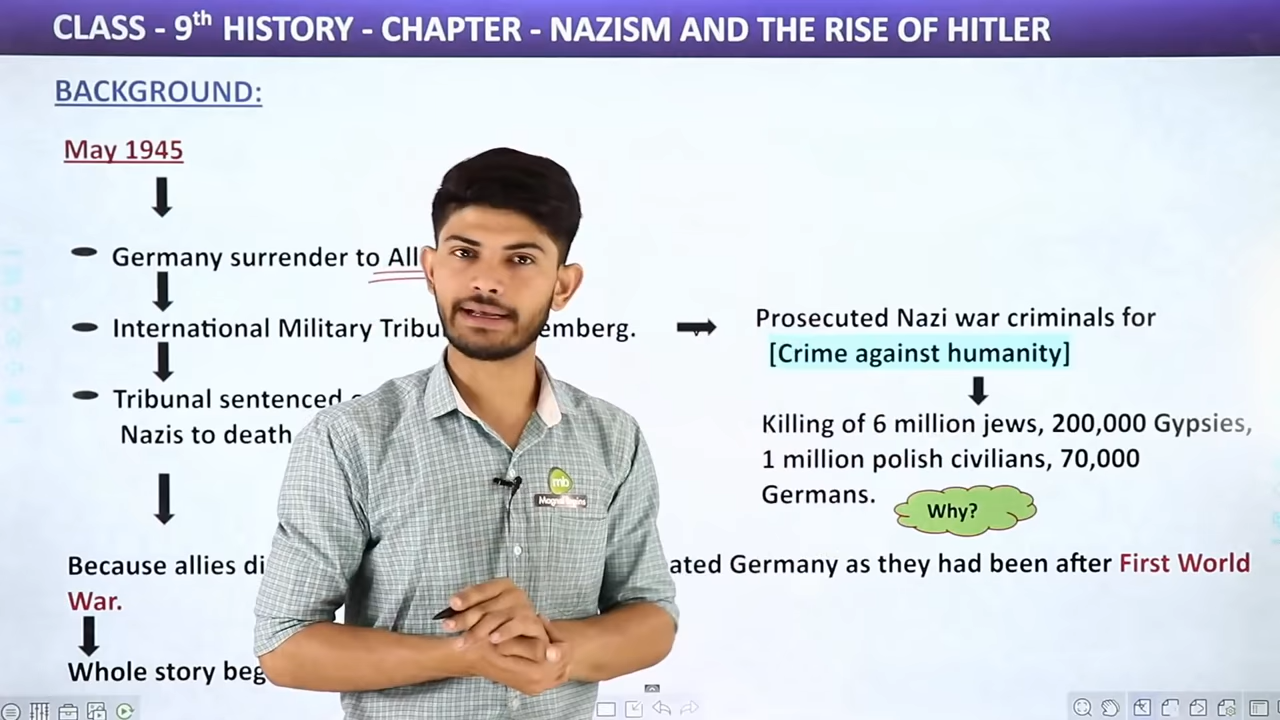 CLASS - 9th HISTORY - CHAPTER - NAZISM AND THE RISE OF HITLER
BACKGROUND:
May 1945
Germany surrender to All
International Military Tribu emberg.
Prosecuted Nazi war criminals for
[Crime against humanity]
Tribunal sentenced
Nazis to death
Killing of 6 million jews, 200,000 Gypsies,
1 million polish civilians, 70,000
Germans.
Why?
mb
Because allies di ated Germany as they had been after First World
War.
Whole story beg